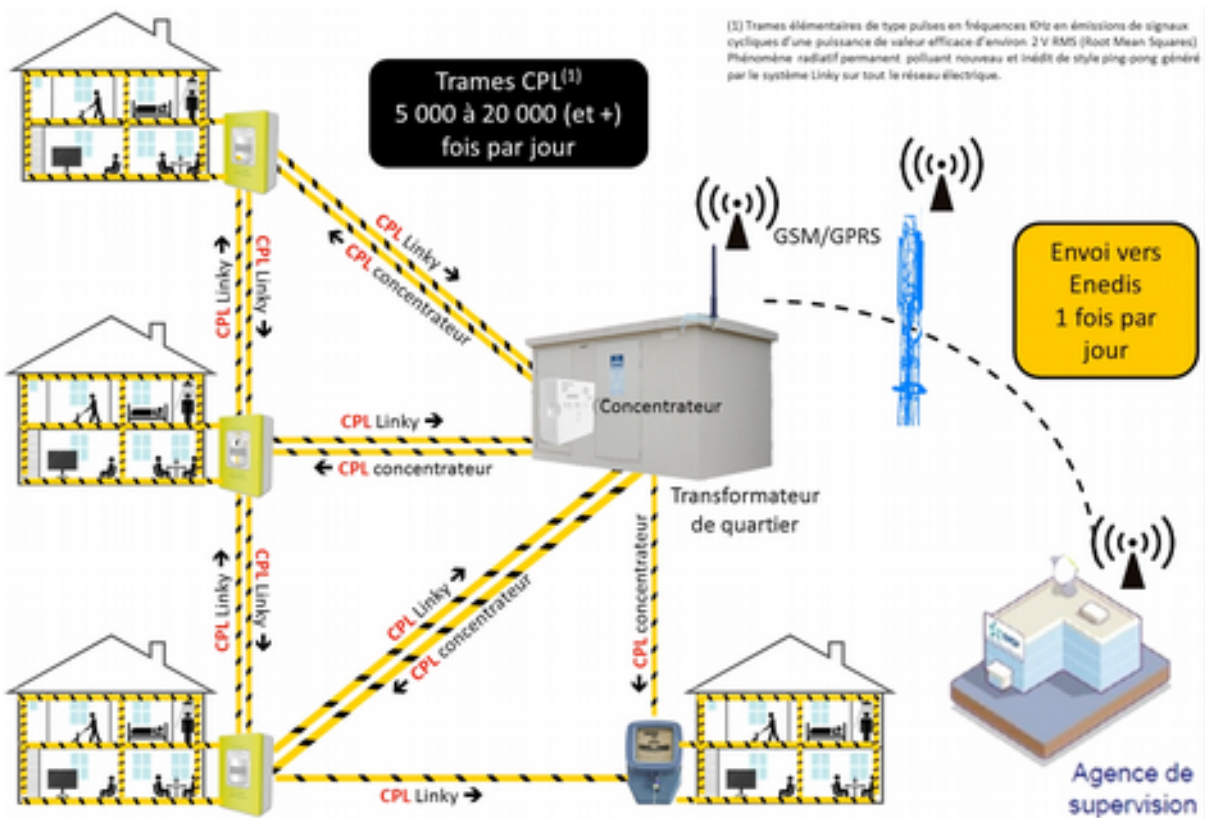 (1) Trames élémentaires de type pulses en fréquences KHz en émissions de signaux
cycliques d'une puissance de valeur efficace d'environ 2 V RMS (Root Mean Squares)
Phénomène radiatif permanent polluant nouveau et inédit de style ping-pong généré
par le système Linky sur tout le réseau électrique.
Trames CPL(1)
5 000 à 20 000 (et +)
fois par jour
GSM/GPRS
Envoi vers
Enedis
1 fois par
jour
CPL Linky →
← CPL concentrateur
CPL Linky →
CPL Linky →
Concentrateur
CPL Linky →
← CPL concentrateur
Transformateur
de quartier
CPL Linky →
CPL Linky →
CPL Linky →
← CPL concentrateur
← CPL concentrateur
CPL Linky →
Agence de
supervision